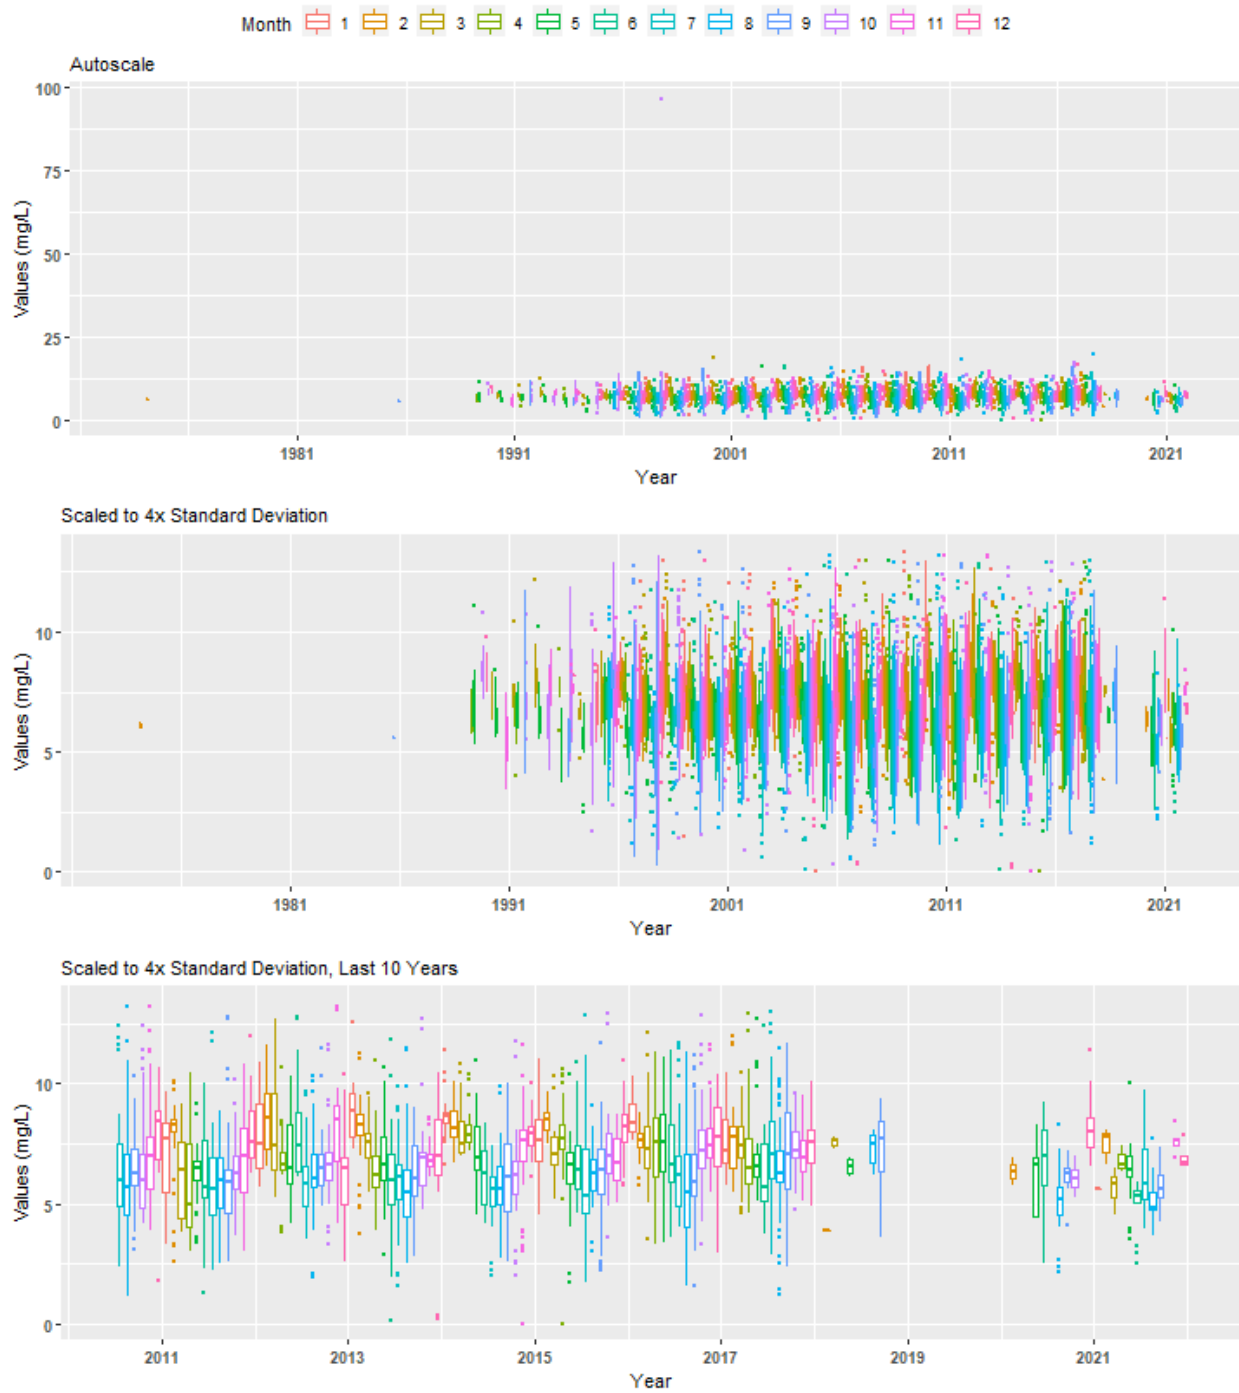 Month 1 2 3 4 5 6 7 8 9 10 11 12
Autoscale
100
75
50
25
0
Values (mg/L)
1981 1991 2001 2011 2021
Year
Scaled to 4x Standard Deviation
10
5
0
Values (mg/L)
1981 1991 2001 2011 2021
Year
Scaled to 4x Standard Deviation, Last 10 Years
10
5
0
Values (mg/L)
2011 2013 2015 2017 2019 2021
Year